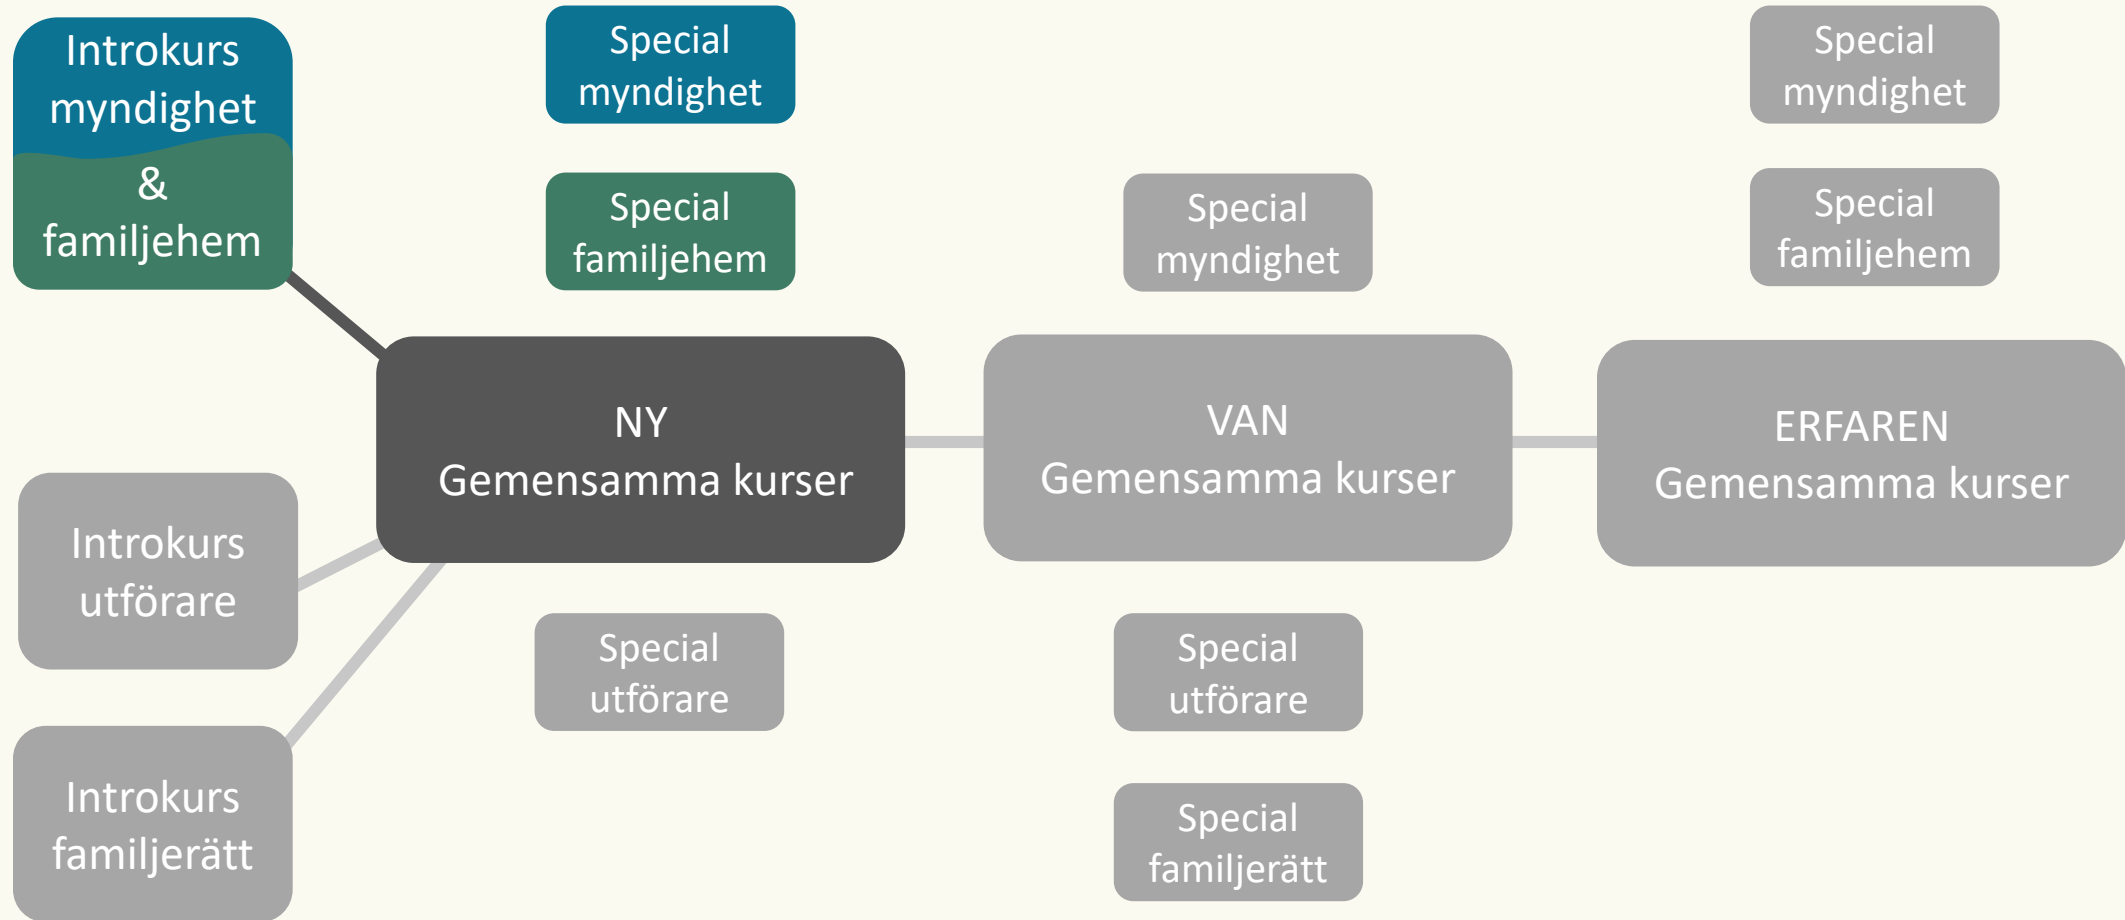 Introkurs
myndighet
&
familjehem
Special
myndighet
Special
familjehem
Special
myndighet
Special
myndighet
Special
familjehem
NY
Gemensamma kurser
VAN
Gemensamma kurser
ERFAREN
Gemensamma kurser
Introkurs
utförare
Introkurs
familjerätt
Special
utförare
Special
utförare
Special
familjerätt